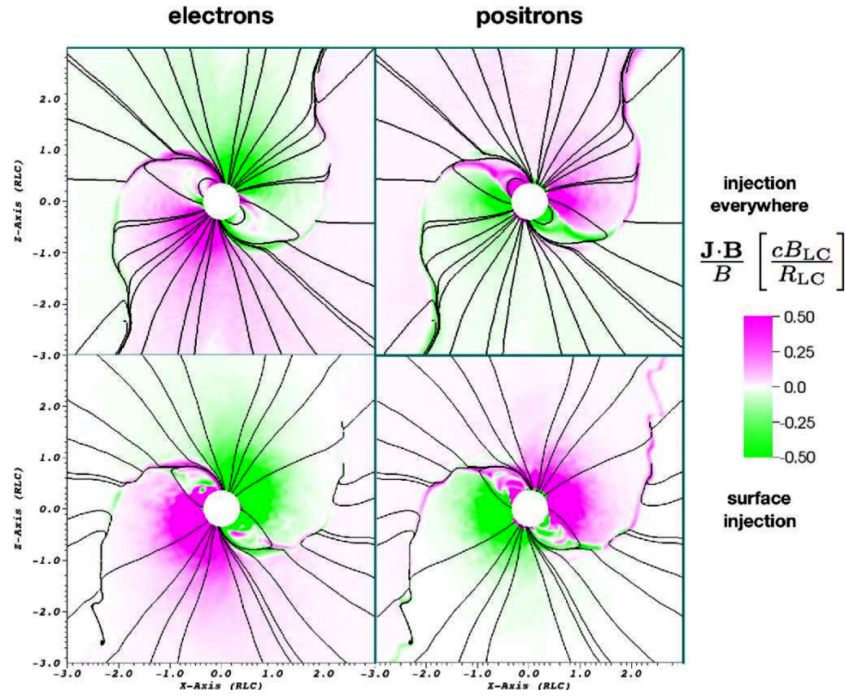 electrons positrons
2.0
1.0
0.0
-1.0
-2.0
-3.0
Z-Axis (RLC)
2.0
1.0
0.0
-1.0
-2.0
-3.0
Z-Axis (RLC)
-3.0 -2.0 -1.0 0.0 1.0 2.0
X-Axis (RLC)
-2.0 -1.0 0.0 1.0 2.0
X-Axis (RLC)
injection
everywhere
J·B/B [cB_LC/R_LC]
0.50
0.25
0.0
-0.25
-0.50
surface
injection